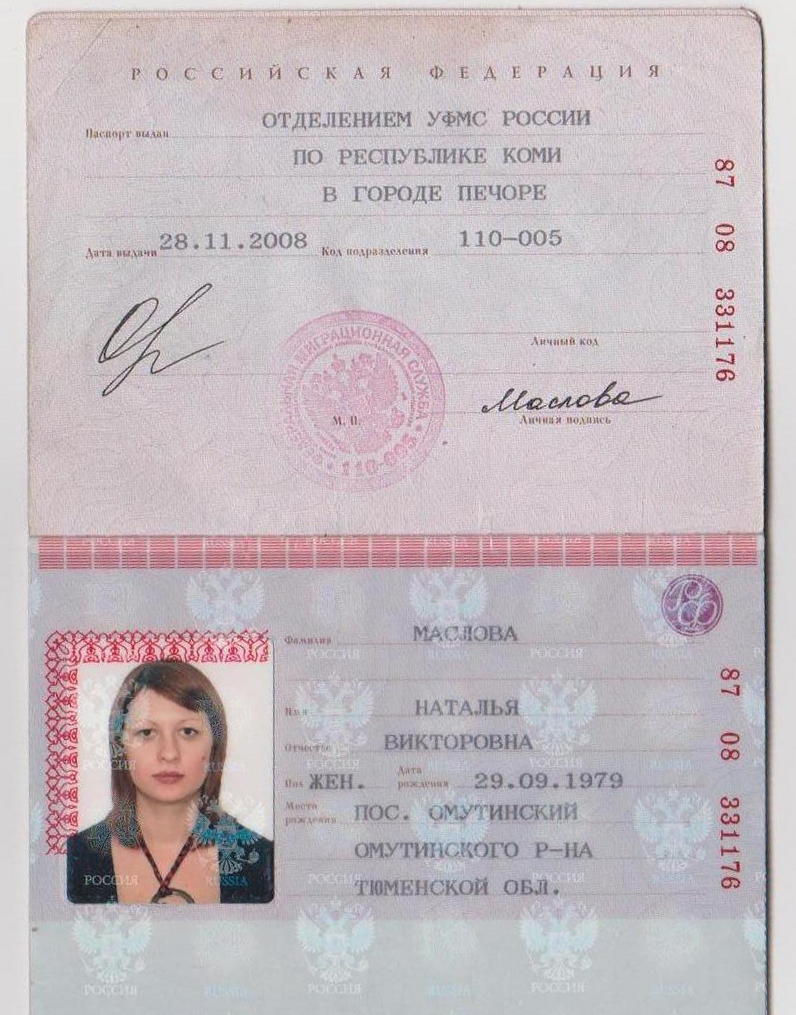 РОССИЙСКАЯ ФЕДЕРАЦИЯ
Паспорт выдан ОТДЕЛЕНИЕМ УФМС РОССИИ
ПО РЕСПУБЛИКЕ КОМИ
В ГОРОДЕ ПЕЧОРЕ
Дата выдачи 28.11.2008 Код подразделения 110-005
87 08 331176
Личный код
Маслова
М. П.
Личная подпись
МИГРАЦИОННАЯ СЛУЖБА
110-005
Фамилия МАСЛОВА
Имя НАТАЛЬЯ
Отчество ВИКТОРОВНА
Пол ЖЕН. Дата рождения 29.09.1979
Место рождения ПОС. ОМУТИНСКИЙ
ОМУТИНСКОГО Р-НА
ТЮМЕНСКОЙ ОБЛ.
87 08 331176
РОССИЯ RUSSIA